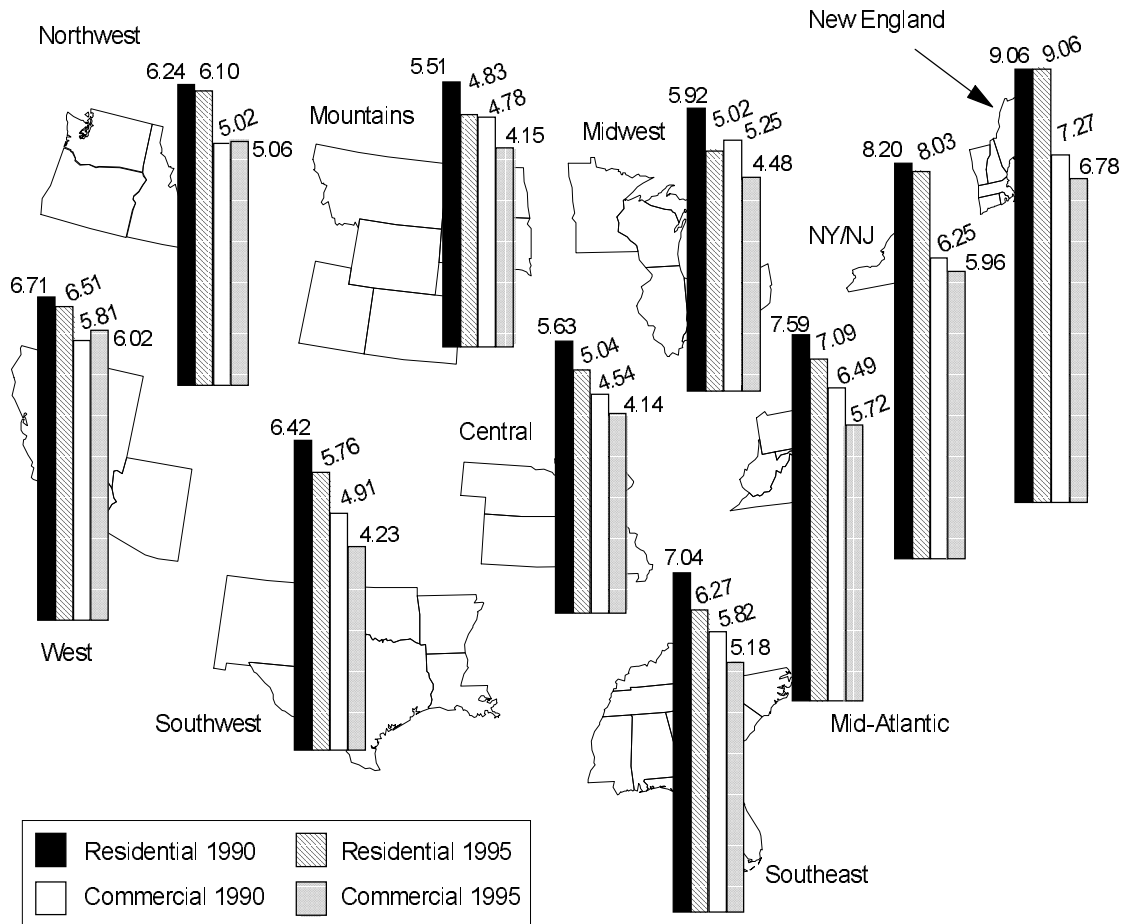 New England
Northwest
6.24
6.10
5.02
5.06
Mountains
5.51
4.83
4.78
4.15
Midwest
5.92
5.02
5.25
4.48
9.06
9.06
7.27
6.78
NY/NJ
8.20
8.03
6.25
5.96
6.71
6.51
5.81
6.02
West
Southwest
6.42
5.76
4.91
4.23
Central
5.63
5.04
4.54
4.14
7.59
7.09
6.49
5.72
Mid-Atlantic
7.04
6.27
5.82
5.18
Southeast
Residential 1990
Residential 1995
Commercial 1990
Commercial 1995